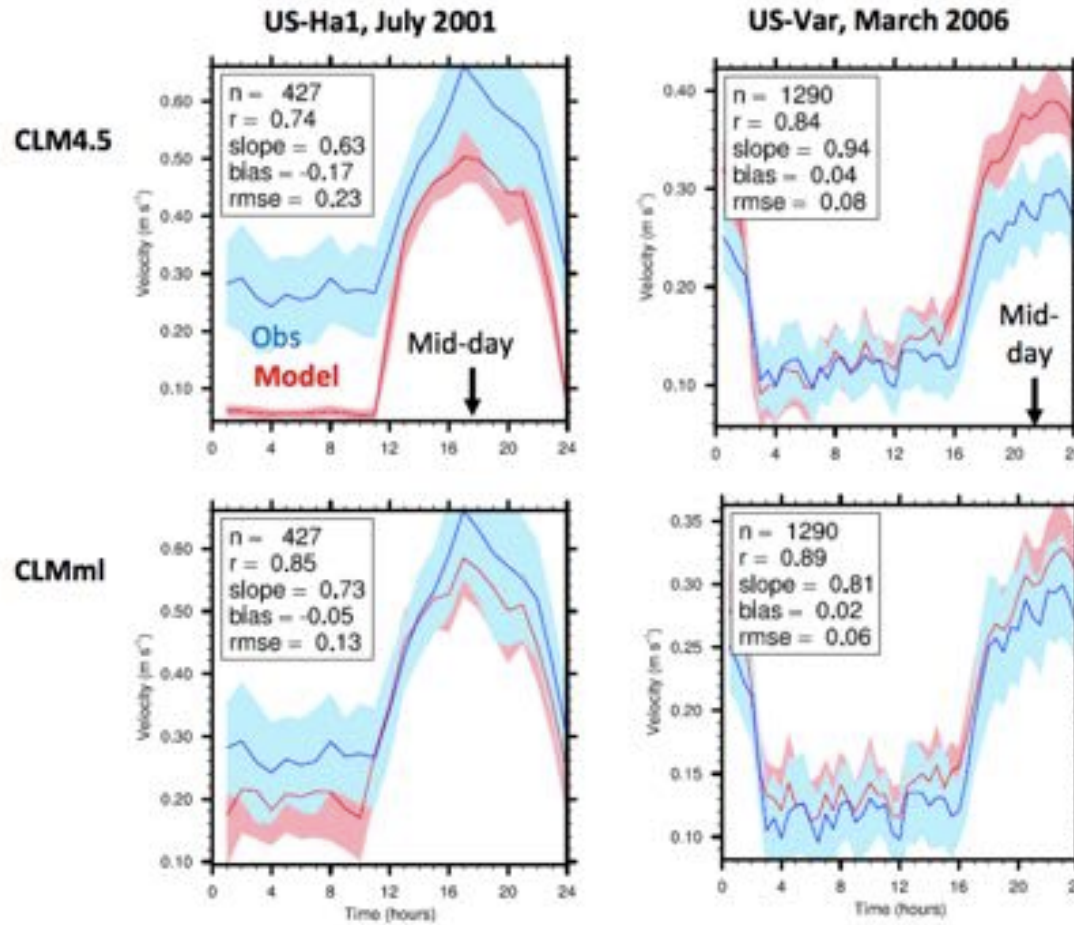 US-Ha1, July 2001
US-Var, March 2006
CLM4.5
n = 427
r = 0.74
slope = 0.63
bias = -0.17
rmse = 0.23
Velocity (m s⁻¹)
0.60
0.50
0.40
0.30
0.20
0.10
Obs
Model
Mid-day
0 4 8 12 16 20 24
n = 1290
r = 0.84
slope = 0.94
bias = 0.04
rmse = 0.08
Velocity (m s⁻¹)
0.40
0.30
0.20
0.10
Mid-
day
0 4 8 12 16 20
CLMml
n = 427
r = 0.85
slope = 0.73
bias = -0.05
rmse = 0.13
Velocity (m s⁻¹)
0.60
0.50
0.40
0.30
0.20
0.10
0 4 8 12 16 20 24
Time (hours)
n = 1290
r = 0.89
slope = 0.81
bias = 0.02
rmse = 0.06
Velocity (m s⁻¹)
0.35
0.30
0.25
0.20
0.15
0.10
0 4 8 12 16 20
Time (hours)